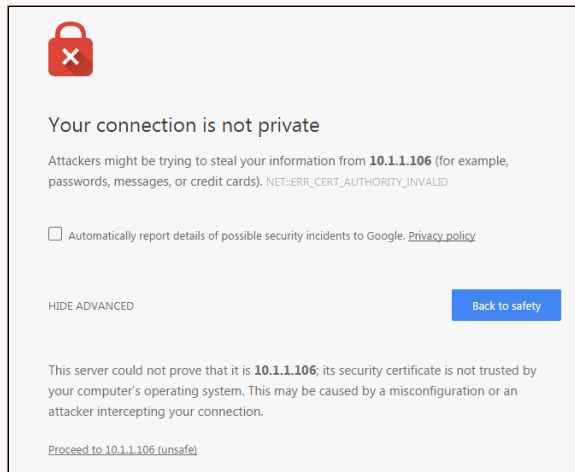 Your connection is not private
Attackers might be trying to steal your information from 10.1.1.106 (for example,
passwords, messages, or credit cards). NET::ERR_CERT_AUTHORITY_INVALID
Automatically report details of possible security incidents to Google. Privacy policy
HIDE ADVANCED
Back to safety
This server could not prove that it is 10.1.1.106; its security certificate is not trusted by
your computer's operating system. This may be caused by a misconfiguration or an
attacker intercepting your connection.
Proceed to 10.1.1.106 (unsafe)